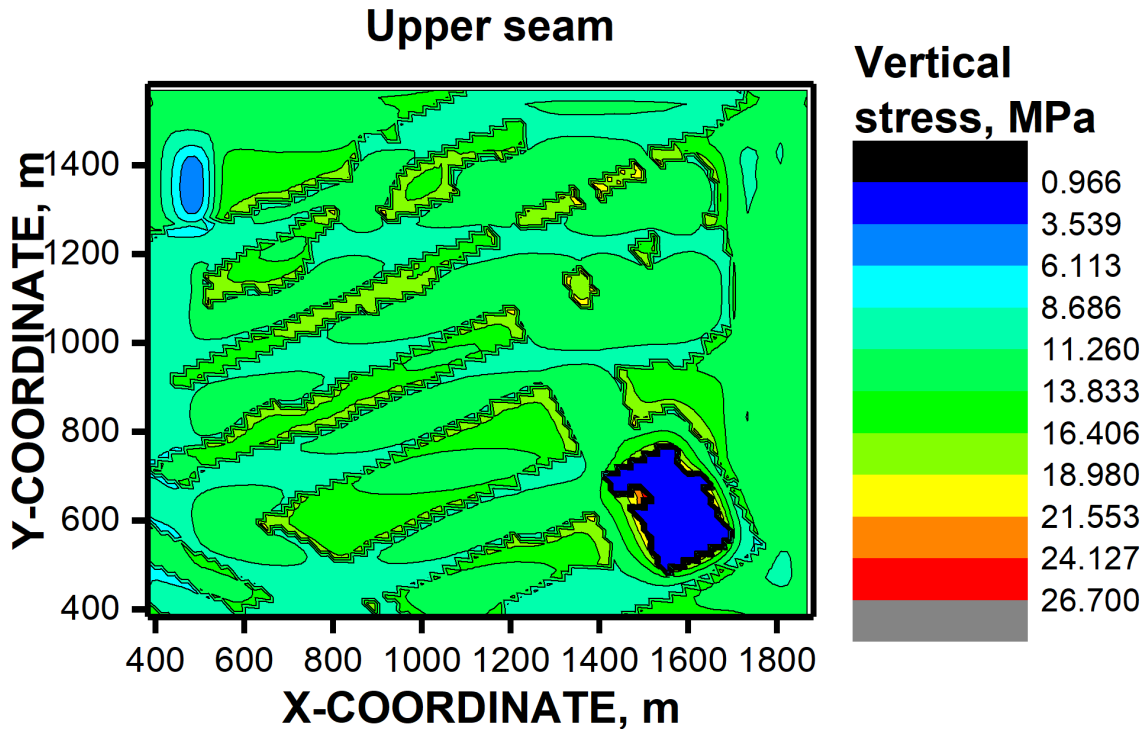 Upper seam
Vertical
stress, MPa
0.966
3.539
6.113
8.686
11.260
13.833
16.406
18.980
21.553
24.127
26.700
Y-COORDINATE, m
1400
1200
1000
800
600
400
400 600 800 1000 1200 1400 1600 1800
X-COORDINATE, m